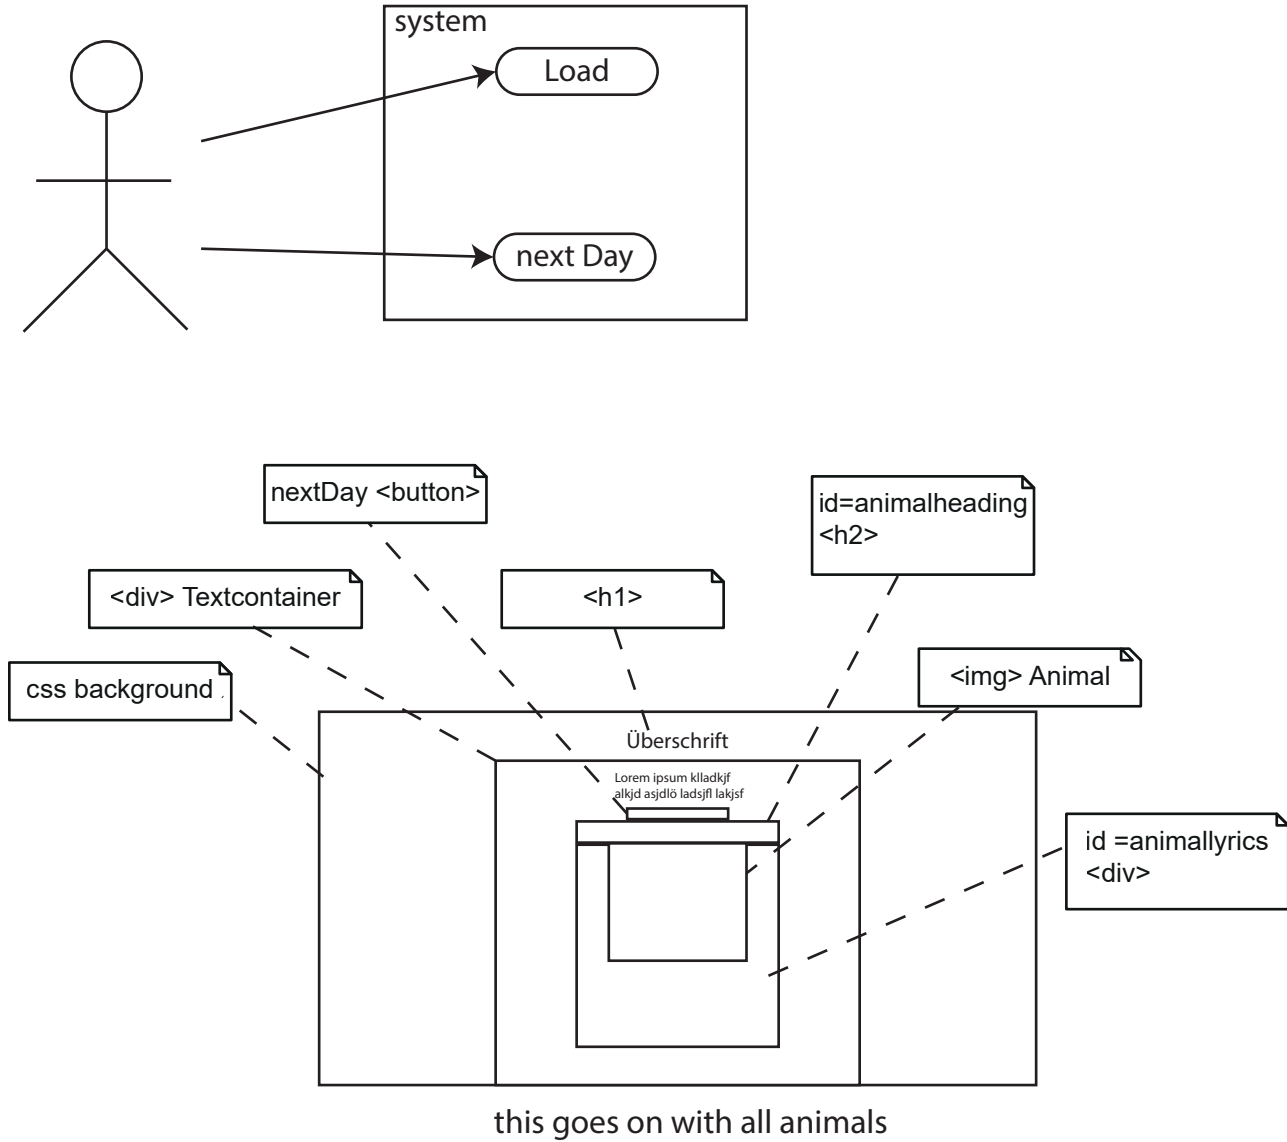 system
Load
next Day
nextDay <button>
id=animalheading
<h2>
<div> Textcontainer
<h1>
<img> Animal
css background
Überschrift
Lorem ipsum klladkjf
alkjd asjdlö ladsjfl lakjsf
id =animallyrics
<div>
this goes on with all animals